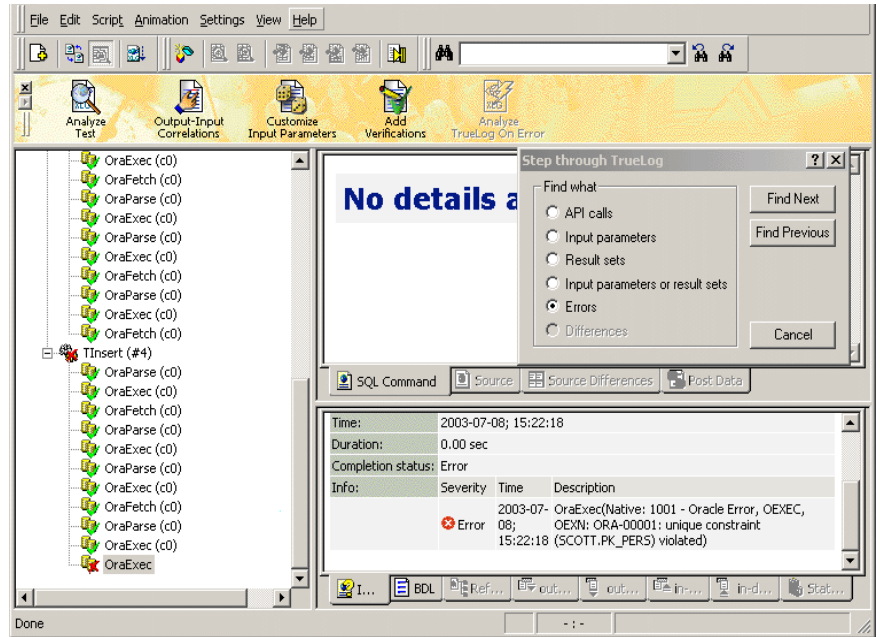 File Edit Script Animation Settings View Help
Analyze Test
Output-Input Correlations
Customize Input Parameters
Add Verifications
Analyze TrueLog On Error
OraExec (c0)
OraFetch (c0)
OraParse (c0)
OraExec (c0)
OraParse (c0)
OraExec (c0)
OraFetch (c0)
OraParse (c0)
OraExec (c0)
OraFetch (c0)
TInsert (#4)
OraParse (c0)
OraExec (c0)
OraFetch (c0)
OraParse (c0)
OraExec (c0)
OraParse (c0)
OraExec (c0)
OraFetch (c0)
OraParse (c0)
OraExec (c0)
OraExec
No details a
Step through TrueLog
Find what
API calls
Input parameters
Result sets
Input parameters or result sets
Errors
Differences
Find Next
Find Previous
Cancel
SQL Command Source Source Differences Post Data
Time: 2003-07-08; 15:22:18
Duration: 0.00 sec
Completion status: Error
Info: Severity Time Description
Error
2003-07-08; 15:22:18
OraExec(Native: 1001 - Oracle Error, OEXEC,
OEXN: ORA-00001: unique constraint
(SCOTT.PK_PERS) violated)
I... BDL Ref... out... out... in-... in-d... Stat...
Done
- : -